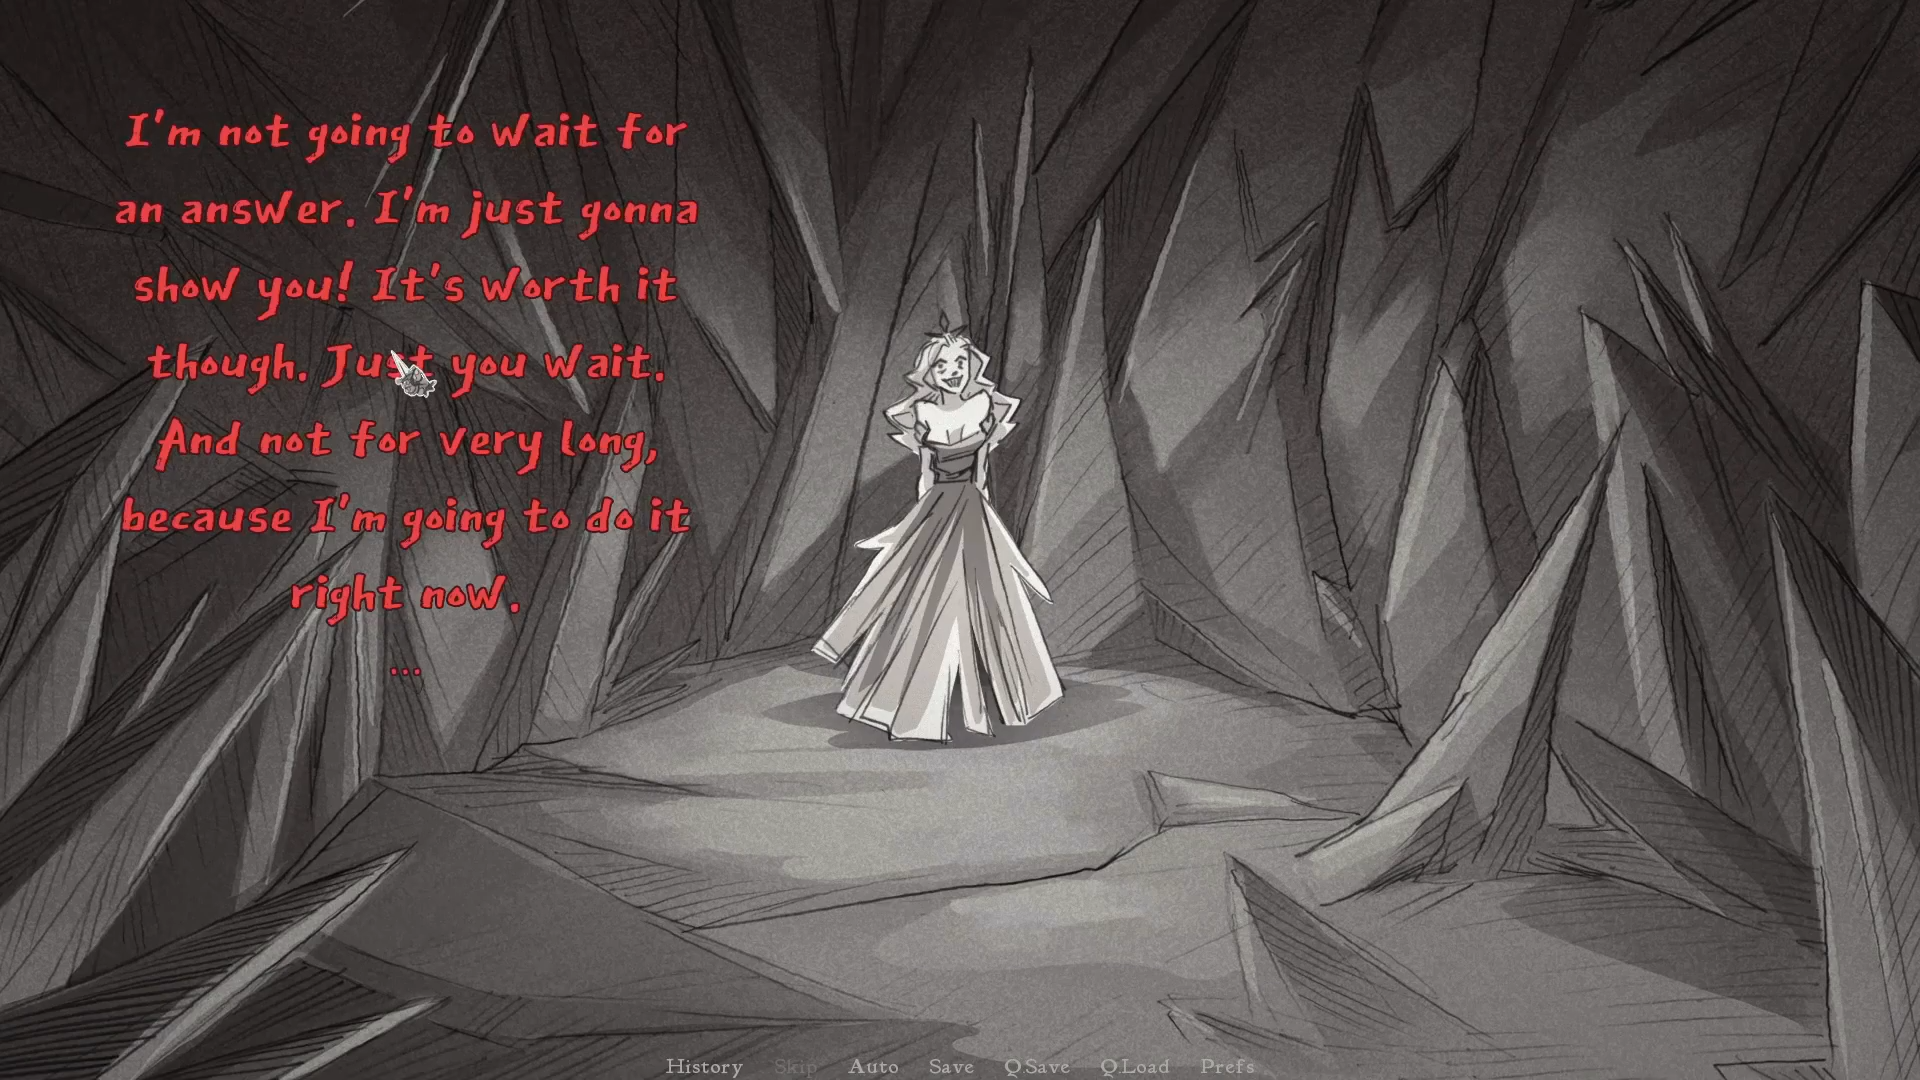 I'm not going to wait for
an answer. I'm just gonna
show you! It's worth it
though. Just you wait.
And not for very long,
because I'm going to do it
right now.
...
History Skip Auto Save Q.Save Q.Load Prefs